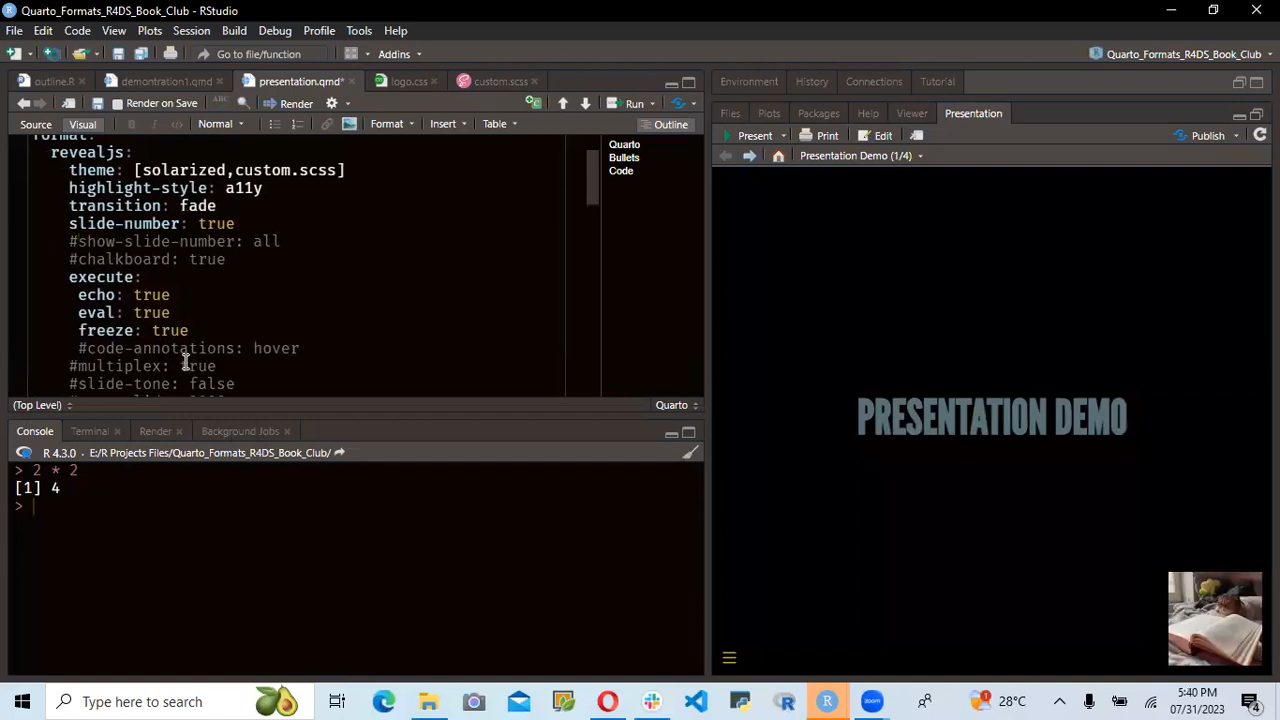 Quarto_Formats_R4DS_Book_Club - RStudio
File Edit Code View Plots Session Build Debug Profile Tools Help
Go to file/function Addins Quarto_Formats_R4DS_Book_Club
outline.R demontration1.qmd presentation.qmd* logo.css custom.scss
Render on Save ABC Render Run
Source Visual B I Normal Format Insert Table Outline
format:
revealjs:
theme: [solarized,custom.scss]
highlight-style: a11y
transition: fade
slide-number: true
#show-slide-number: all
#chalkboard: true
execute:
echo: true
eval: true
freeze: true
#code-annotations: hover
#multiplex: true
#slide-tone: false
Quarto
Bullets
Code
(Top Level) Quarto
Console Terminal Render Background Jobs
R 4.3.0 · E:/R Projects Files/Quarto_Formats_R4DS_Book_Club/
> 2 * 2
[1] 4
>
Environment History Connections Tutorial
Files Plots Packages Help Viewer Presentation
Present Print Edit Publish
Presentation Demo (1/4)
PRESENTATION DEMO
Type here to search
zoom
28°C
5:40 PM
07/31/2023
4